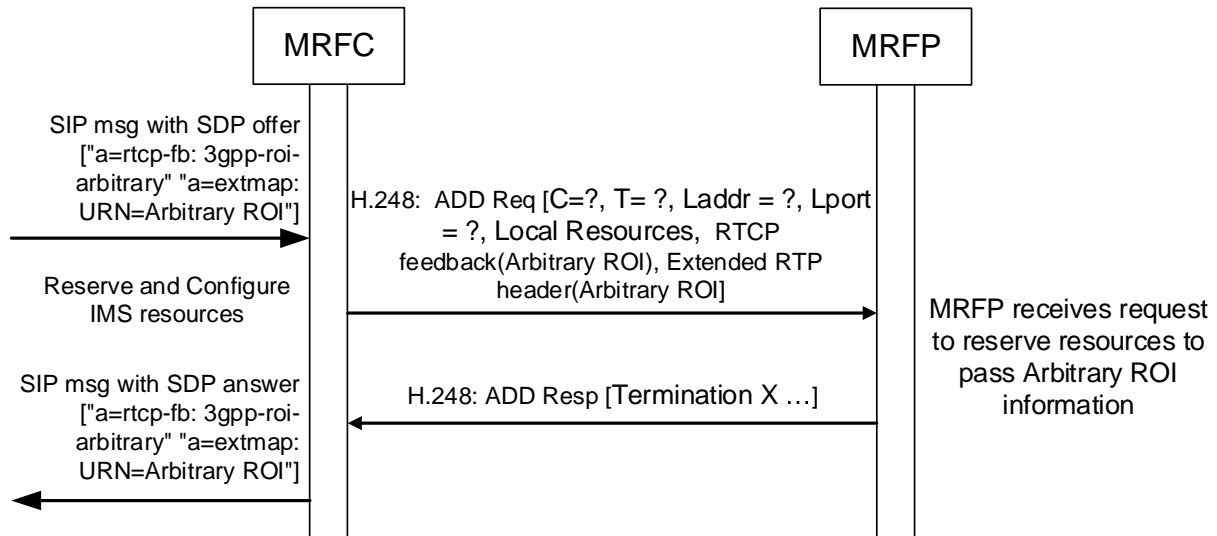 MRFC
MRFP
SIP msg with SDP offer
["a=rtcp-fb: 3gpp-roi-
arbitrary" "a=extmap:
URN=Arbitrary ROI"]
H.248: ADD Req [C=?, T= ?, Laddr = ?, Lport
= ?, Local Resources, RTCP
feedback(Arbitrary ROI), Extended RTP
header(Arbitrary ROI]
Reserve and Configure
IMS resources
MRFP receives request
to reserve resources to
pass Arbitrary ROI
information
H.248: ADD Resp [Termination X ...]
SIP msg with SDP answer
["a=rtcp-fb: 3gpp-roi-
arbitrary" "a=extmap:
URN=Arbitrary ROI"]